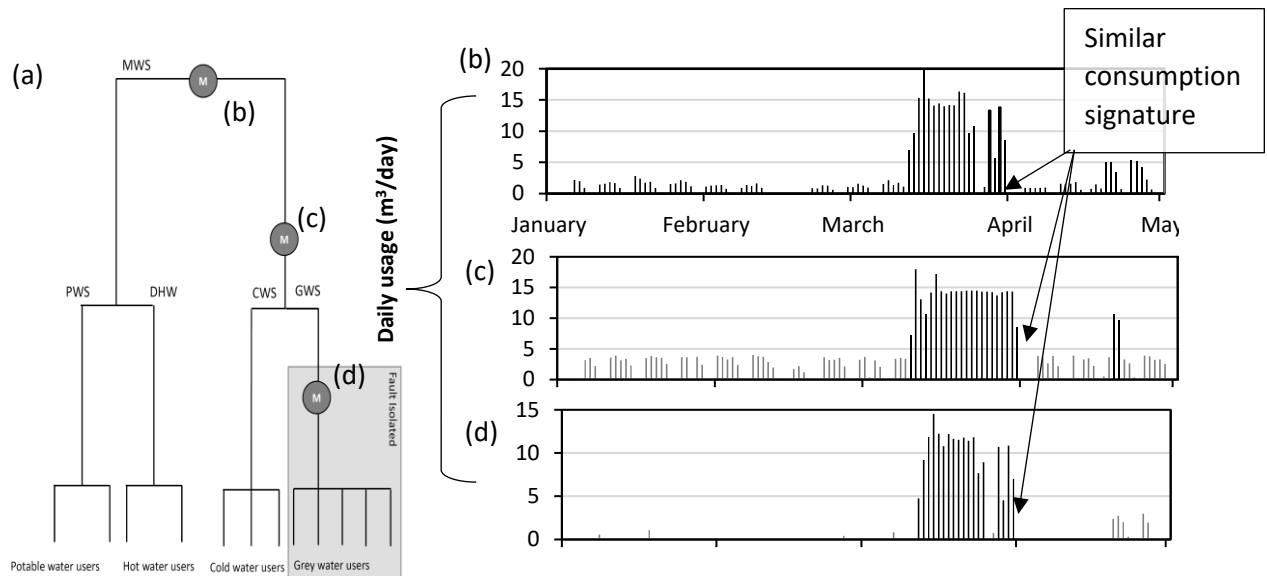 (a)
MWS
M
(b)
(c)
M
PWS
DHW
CWS
GWS
(d)
M
Fault Isolated
Potable water users
Hot water users
Cold water users
Grey water users
Daily usage (m³/day)
(b)
20
15
10
5
0
January
February
March
April
May
(c)
20
15
10
5
0
(d)
15
10
5
0
Similar
consumption
signature